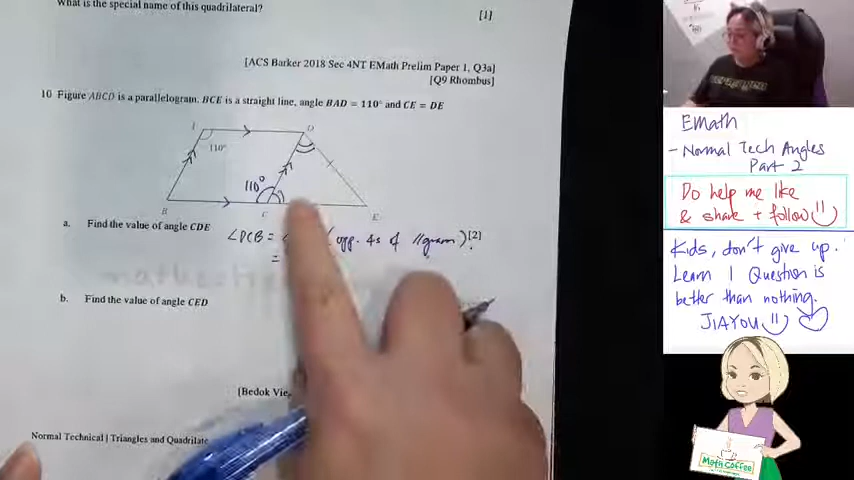 What is the special name of this quadrilateral?
[1]
[ACS Barker 2018 Sec 4NT EMath Prelim Paper 1, Q3a]
[Q9 Rhombus]
10 Figure ABCD is a parallelogram. BCE is a straight line, angle BAD = 110° and CE = DE
D
110°
110°
B
C
E
a. Find the value of angle CDE
∠DCB = (opp. ∠s of //gram). [2]
=
b. Find the value of angle CED
[Bedok Vie
Normal Technical | Triangles and Quadrilate
EMath
- Normal Tech Angles
Part 2
Do help me like
& share + follow
Kids, don't give up.
Learn 1 Question is
better than nothing.
JIAYOU
Math Coffee